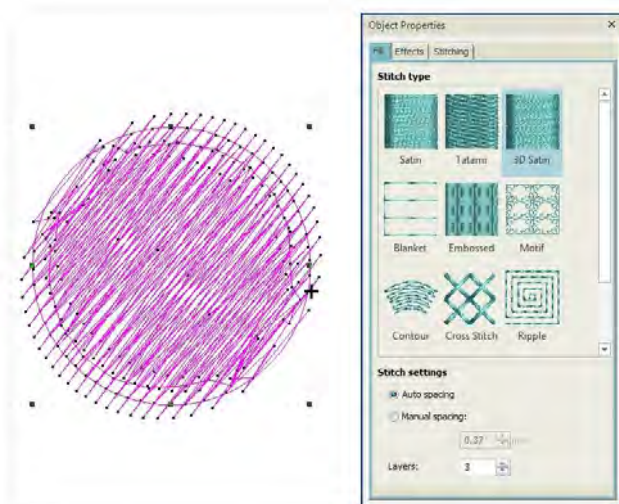 Object Properties
Fill Effects Stitching
Stitch type
Satin Tatami 3D Satin
Blanket Embossed Motif
Contour Cross Stitch Ripple
Stitch settings
Auto spacing
Manual spacing:
0.37
Layers: 3